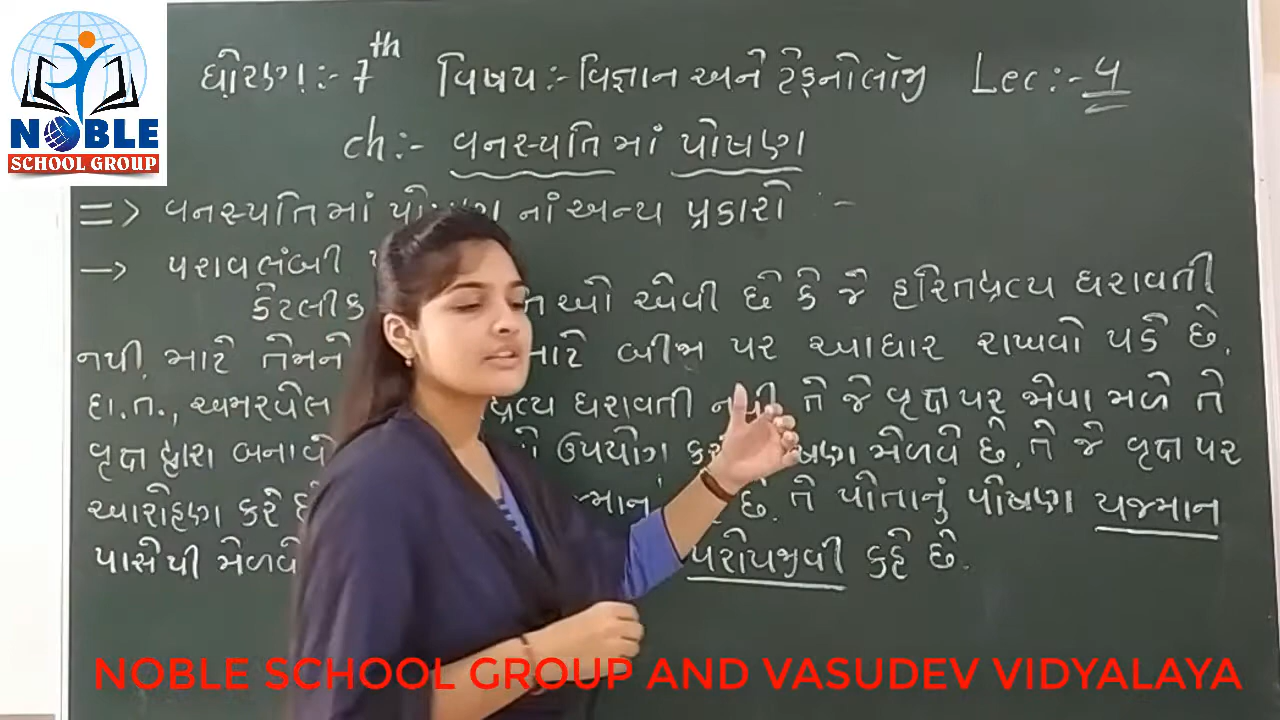 NOBLE
SCHOOL GROUP
ધોરણ :- 7th વિષય :- વિજ્ઞાન અને ટેક્નોલૉજી Lec :- ૫
ch :- વનસ્પતિમાં પોષણ
=> વનસ્પતિમાં પોષણ નાં અન્ય પ્રકારો :-
→ પરાવલંબી
કેટલીક ઓ એવી છે કે જે હરિતદ્રવ્ય ધરાવતી
નથી. માટે તેમને માટે બીજા પર આધાર રાખવો પડે છે.
દા.ત., અમરવેલ દ્રવ્ય ધરાવતી નથી તે જે વૃક્ષ પર જોવા મળે તે
વૃક્ષ દ્વારા બનાવે ઉપયોગ કરી પોષણ મેળવે છે. તે જે વૃક્ષ પર
આરોહણ કરે છે. તે પોતાનું પોષણ યજમાન
પાસેથી મેળવે પરોપજીવી કહે છે.
NOBLE SCHOOL GROUP AND VASUDEV VIDYALAYA